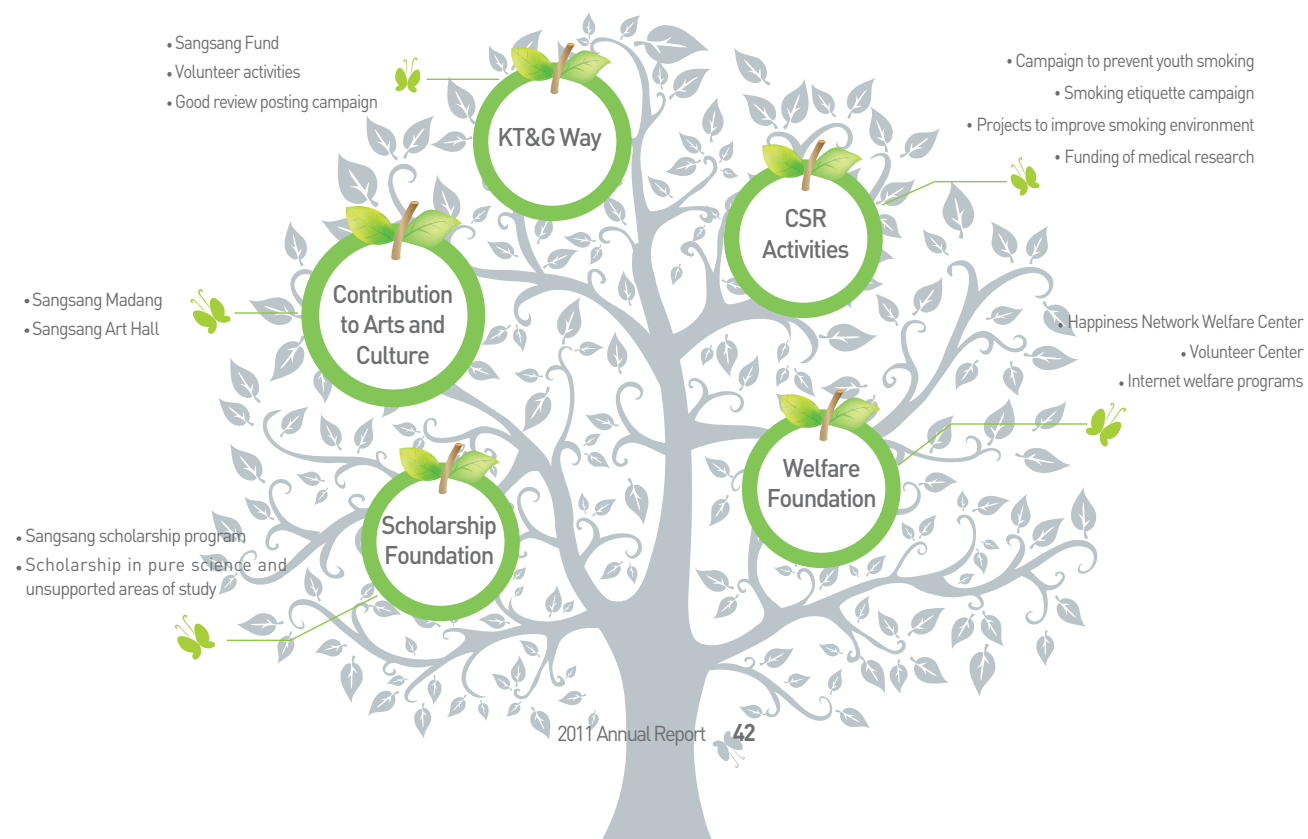 • Sangsang Fund
• Volunteer activities
• Good review posting campaign
KT&G Way
• Campaign to prevent youth smoking
• Smoking etiquette campaign
• Projects to improve smoking environment
• Funding of medical research
CSR
Activities
• Sangsang Madang
• Sangsang Art Hall
Contribution
to Arts and
Culture
• Happiness Network Welfare Center
• Volunteer Center
• Internet welfare programs
Welfare
Foundation
• Sangsang scholarship program
• Scholarship in pure science and
unsupported areas of study
Scholarship
Foundation
2011 Annual Report 42